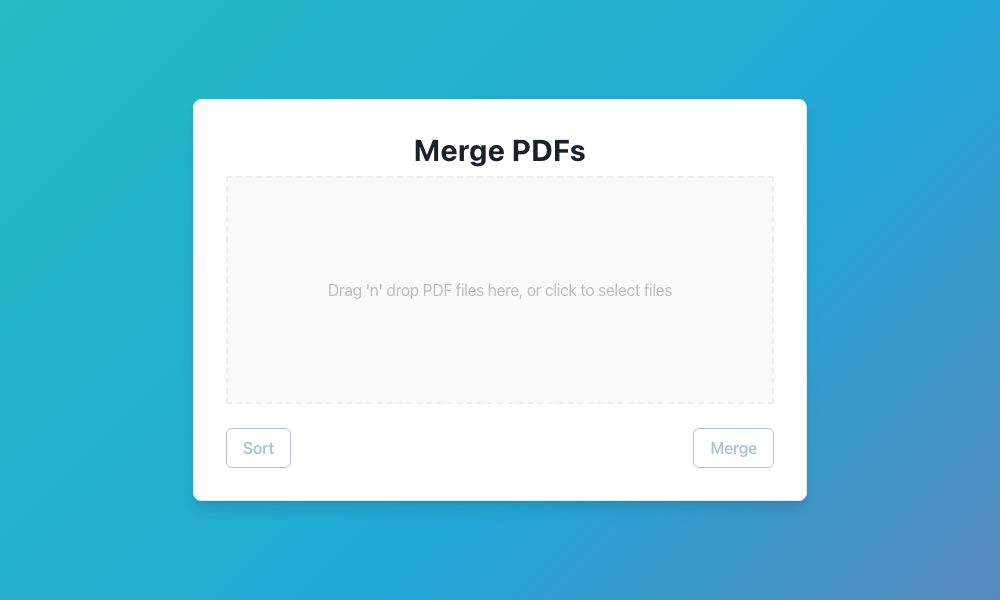 Merge PDFs
Drag 'n' drop PDF files here, or click to select files
Sort
Merge